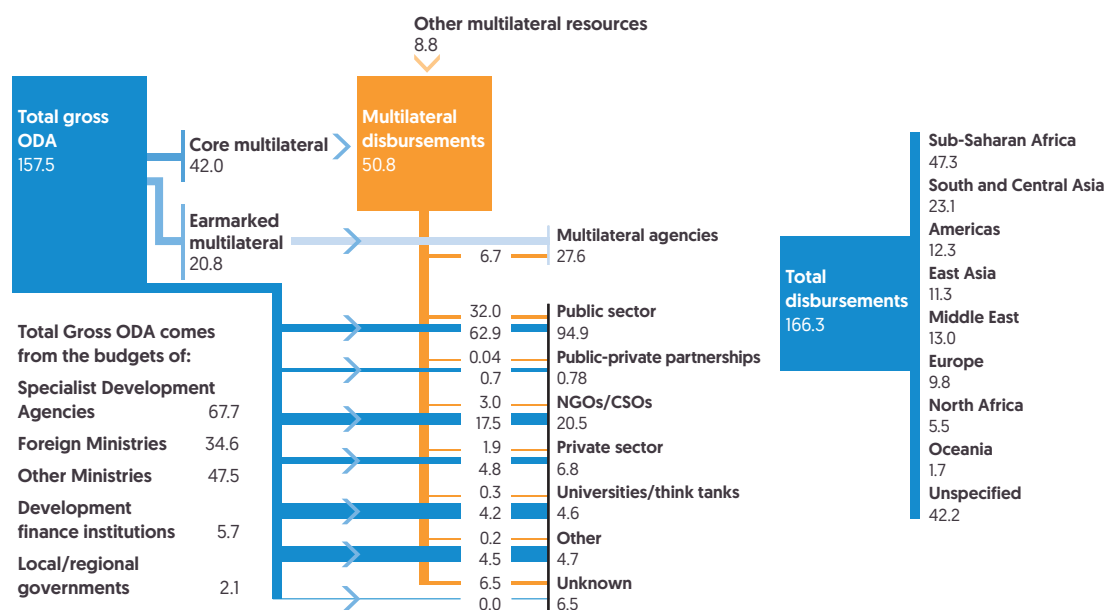 Other multilateral resources
8.8
Total gross
ODA
157.5
Core multilateral
42.0
Earmarked
multilateral
20.8
Multilateral
disbursements
50.8
Multilateral agencies
6.7
27.6
32.0
Public sector
62.9
94.9
0.04
Public-private partnerships
0.7
0.78
3.0
NGOs/CSOs
17.5
20.5
1.9
Private sector
4.8
6.8
0.3
Universities/think tanks
4.2
4.6
0.2
Other
4.5
4.7
6.5
Unknown
0.0
6.5
Total Gross ODA comes
from the budgets of:
Specialist Development
Agencies 67.7
Foreign Ministries 34.6
Other Ministries 47.5
Development
finance institutions 5.7
Local/regional
governments 2.1
Total
disbursements
166.3
Sub-Saharan Africa
47.3
South and Central Asia
23.1
Americas
12.3
East Asia
11.3
Middle East
13.0
Europe
9.8
North Africa
5.5
Oceania
1.7
Unspecified
42.2